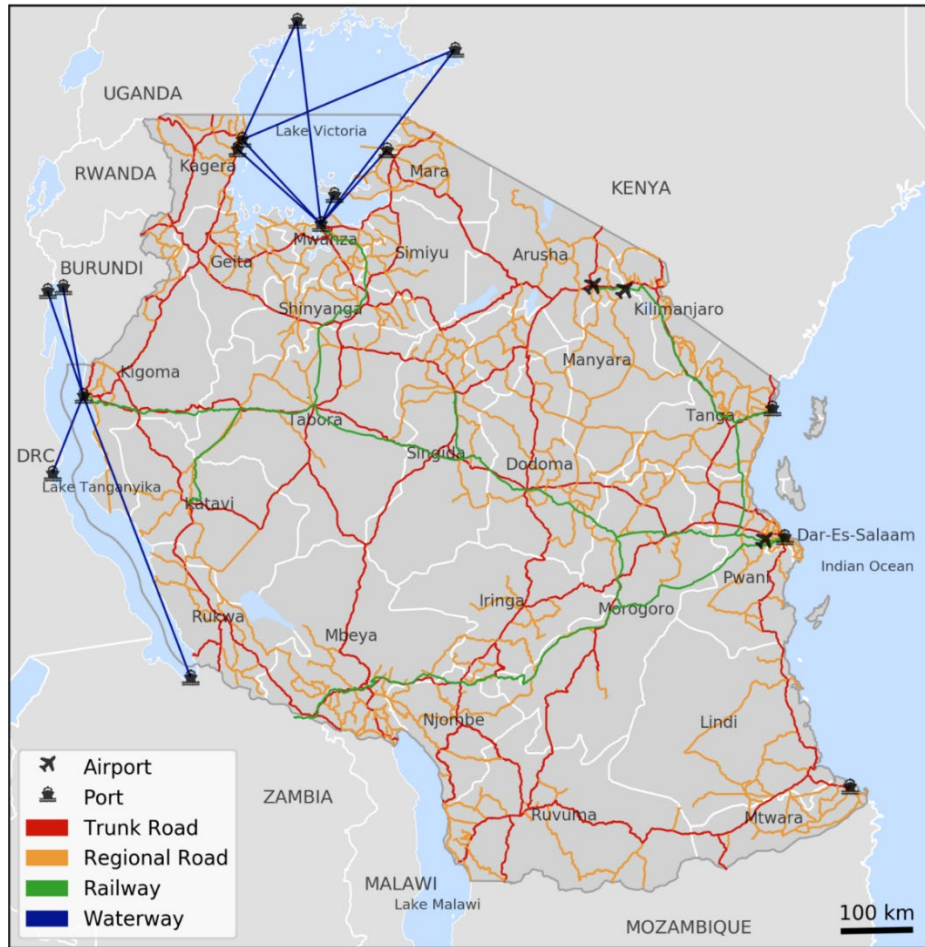 UGANDA
Lake Victoria
RWANDA
Kagera
Mara
KENYA
Mwanza
Simiyu
Arusha
BURUNDI
Geita
Shinyanga
Kilimanjaro
Manyara
Kigoma
Tabora
Tanga
DRC
Singida
Dodoma
Lake Tanganyika
Katavi
Dar-Es-Salaam
Indian Ocean
Pwani
Iringa
Morogoro
Rukwa
Mbeya
Njombe
Lindi
Airport
Port
Trunk Road
Regional Road
Railway
Waterway
ZAMBIA
Ruvuma
Mtwara
MALAWI
Lake Malawi
MOZAMBIQUE
100 km